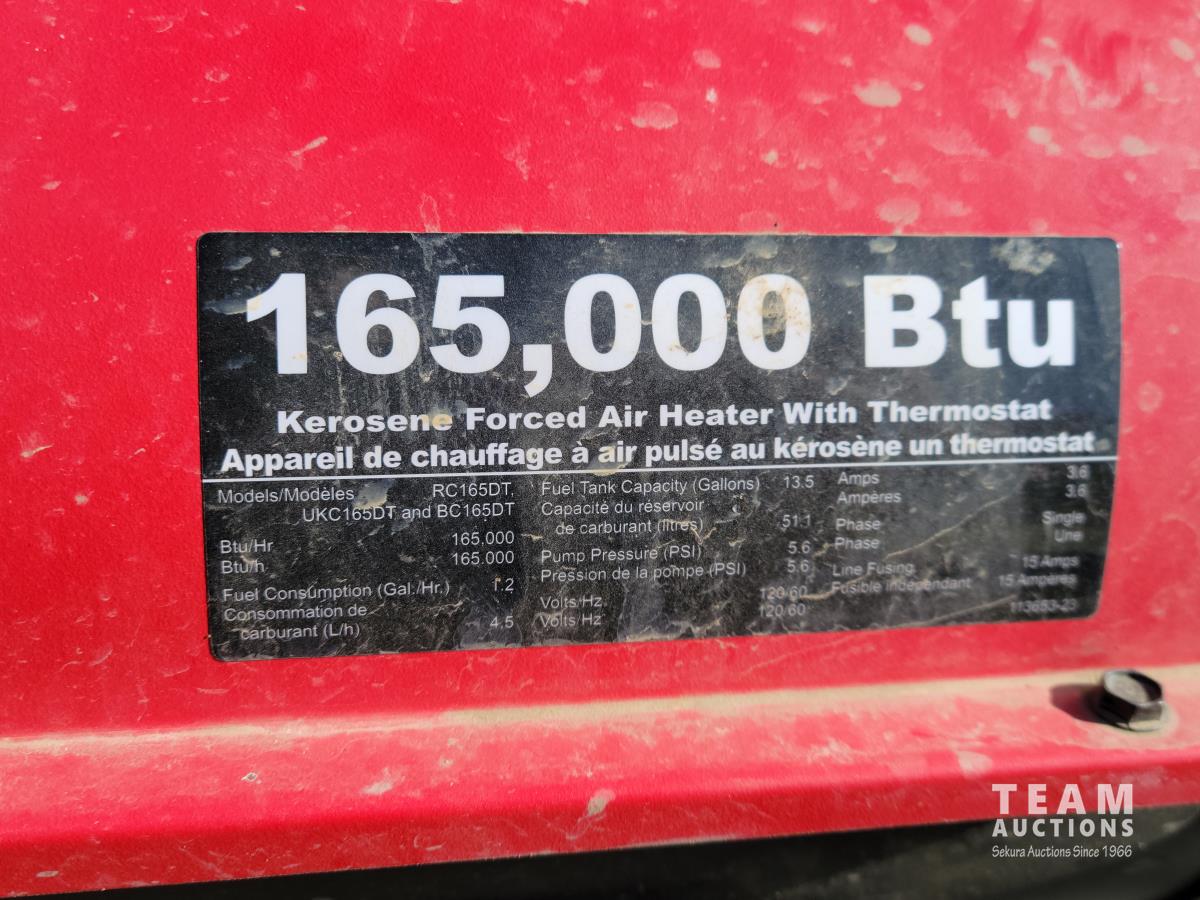 165,000 Btu
Kerosene Forced Air Heater With Thermostat
Appareil de chauffage à air pulsé au kérosène un thermostat
Models/Modèles RC165DT,
UKC165DT and BC165DT
Btu/Hr 165.000
Btu/h 165.000
Fuel Consumption (Gal./Hr.) 1.2
Consommation de
carburant (L/h) 4.5
Fuel Tank Capacity (Gallons) 13.5
Capacité du réservoir
de carburant (litres) 51.1
Pump Pressure (PSI) 5.6
Pression de la pompe (PSI) 5.6
Volts/Hz 120/60
Volts/Hz 120/60
Amps 3.6
Ampères 3.6
Phase Single
Phase Une
Line Fusing 15 Amps
Fusible independant 15 Ampères
113653-23
TEAM
AUCTIONS
Sekura Auctions Since 1966